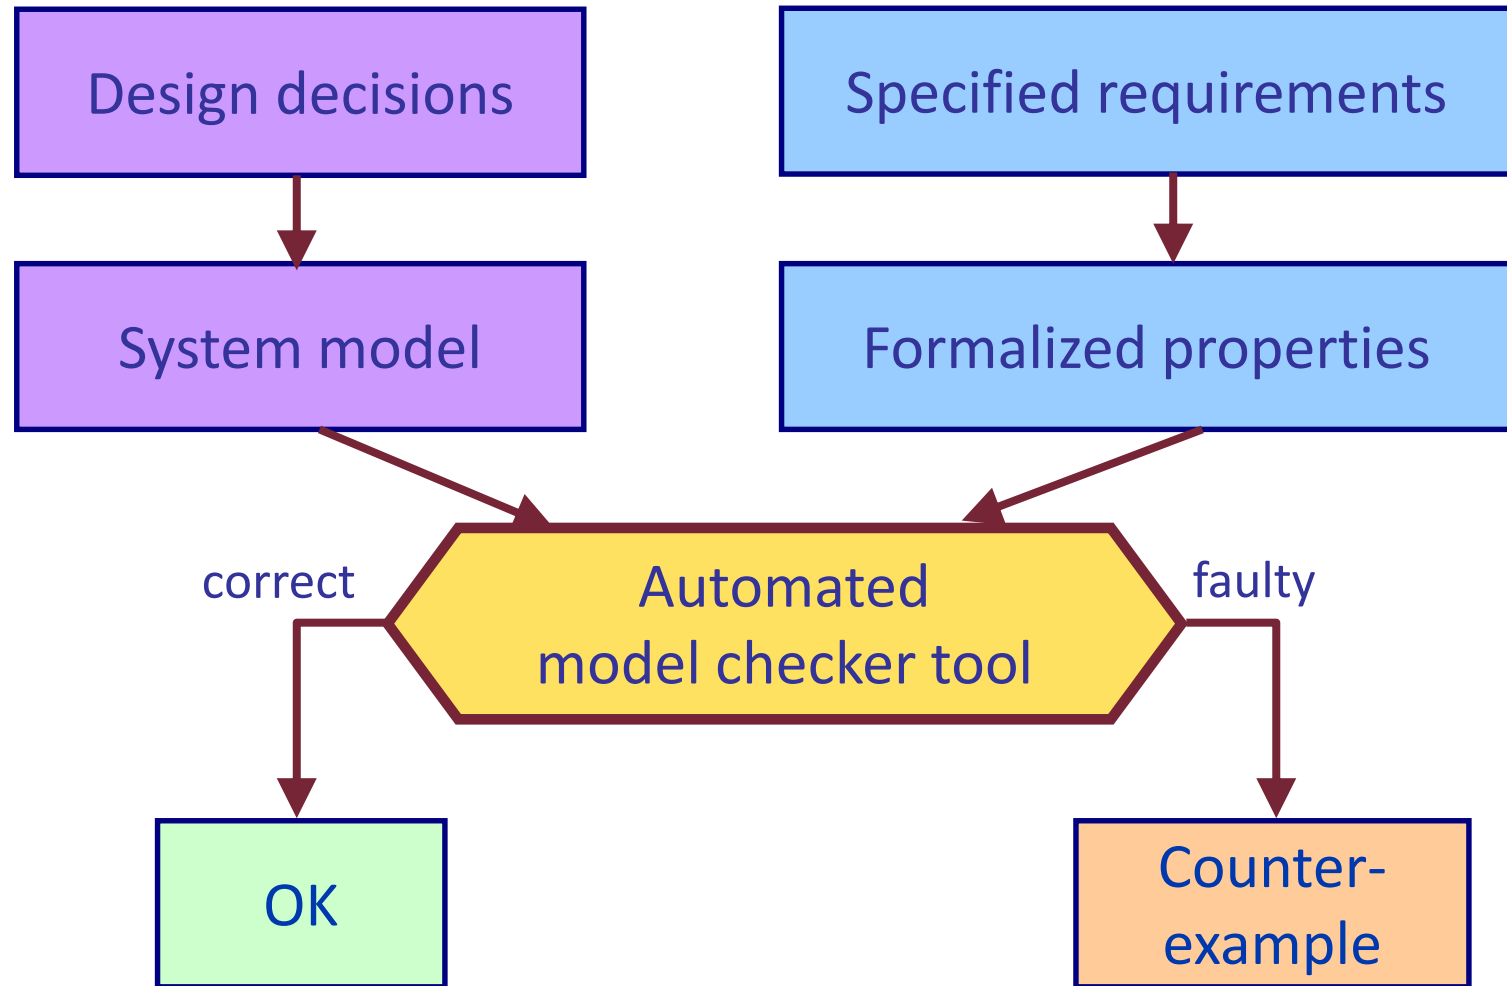 Design decisions
Specified requirements
System model
Formalized properties
correct
Automated
model checker tool
faulty
OK
Counter-
example